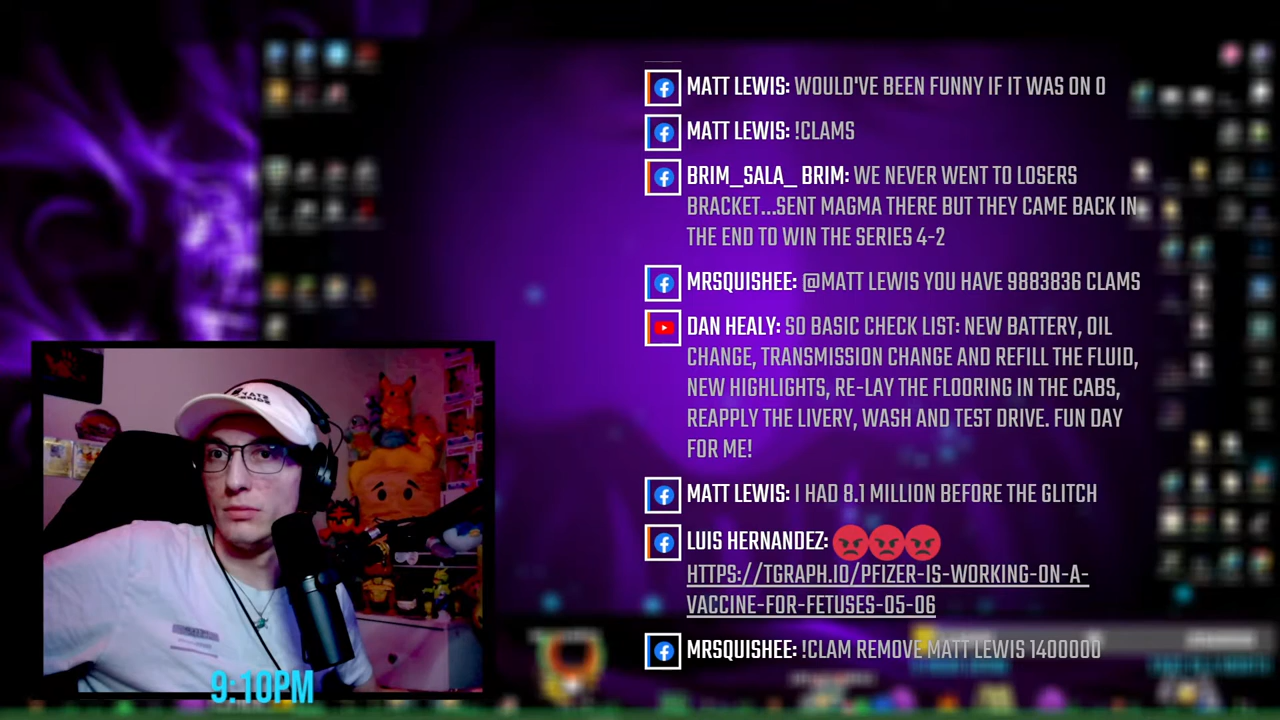 MATT LEWIS: WOULD'VE BEEN FUNNY IF IT WAS ON 0
MATT LEWIS: !CLAMS
BRIM_SALA_ BRIM: WE NEVER WENT TO LOSERS
BRACKET...SENT MAGMA THERE BUT THEY CAME BACK IN
THE END TO WIN THE SERIES 4-2
MRSQUISHEE: @MATT LEWIS YOU HAVE 9883836 CLAMS
DAN HEALY: SO BASIC CHECK LIST: NEW BATTERY, OIL
CHANGE, TRANSMISSION CHANGE AND REFILL THE FLUID,
NEW HIGHLIGHTS, RE-LAY THE FLOORING IN THE CABS,
REAPPLY THE LIVERY, WASH AND TEST DRIVE. FUN DAY
FOR ME!
MATT LEWIS: I HAD 8.1 MILLION BEFORE THE GLITCH
LUIS HERNANDEZ: 😡😡😡
HTTPS://TGRAPH.IO/PFIZER-IS-WORKING-ON-A-
VACCINE-FOR-FETUSES-05-06
MRSQUISHEE: !CLAM REMOVE MATT LEWIS 1400000
9:10PM